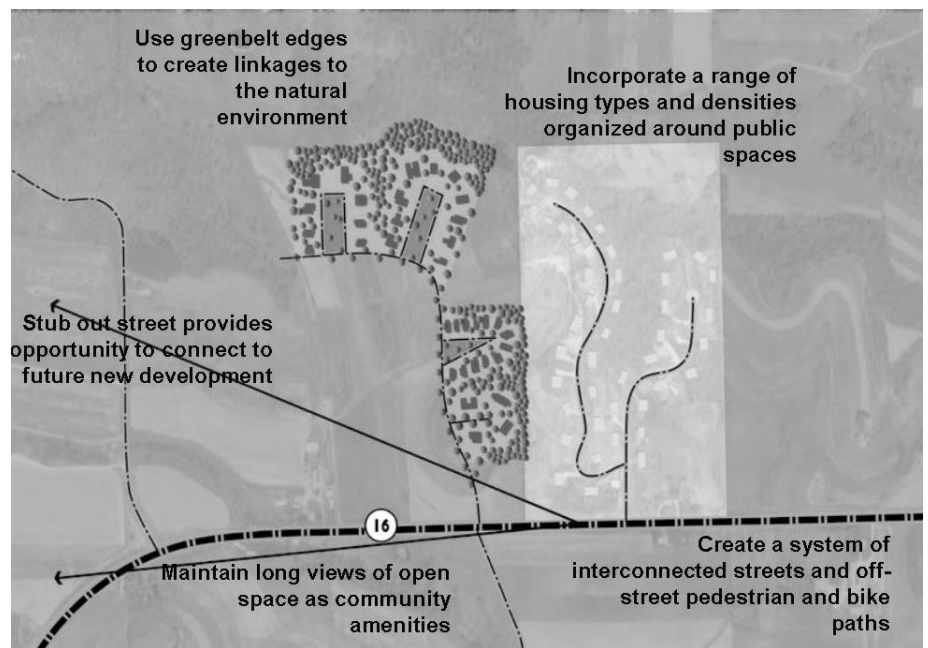 Use greenbelt edges
to create linkages to
the natural
environment
Incorporate a range of
housing types and densities
organized around public
spaces
Stub out street provides
opportunity to connect to
future new development
16
Maintain long views of open
space as community
amenities
Create a system of
interconnected streets and off-
street pedestrian and bike
paths